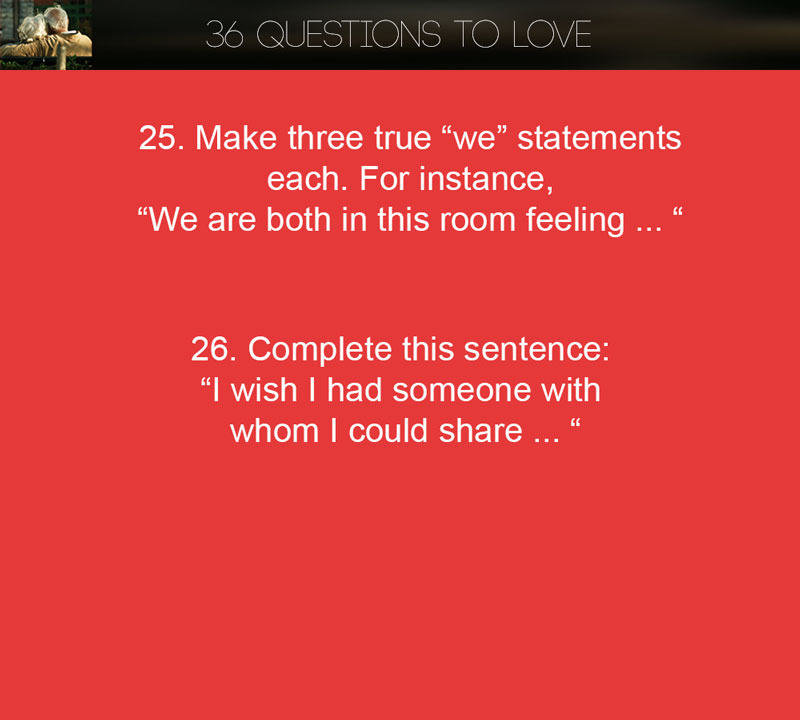 36 QUESTIONS TO LOVE
25. Make three true “we” statements
each. For instance,
“We are both in this room feeling ... “
26. Complete this sentence:
“I wish I had someone with
whom I could share ... “